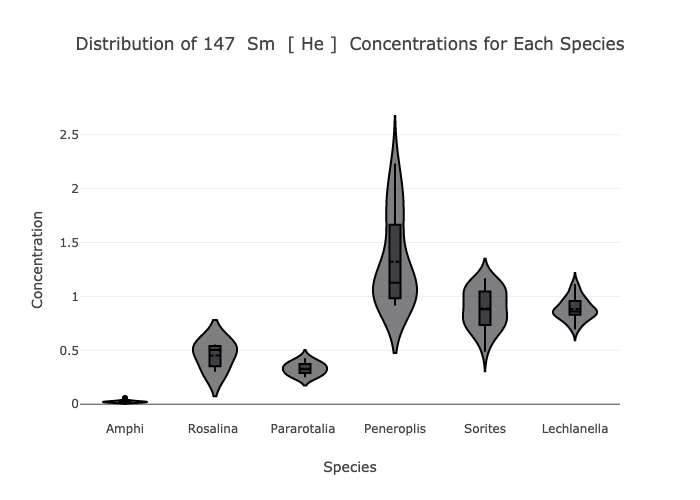 Distribution of 147  Sm  [ He ]  Concentrations for Each Species
2.5
2
1.5
1
0.5
0
Concentration
Amphi Rosalina Pararotalia Peneroplis Sorites Lechlanella
Species